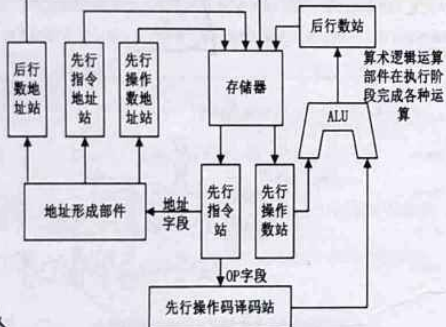 后行数站
后行
数地
址站
先行
指令
地址
站
先行
操作
数地
址站
存储器
算术逻辑运算
部件在执行阶
段完成各种运
算
ALU
地址形成部件
地址
字段
先行
指令
站
先行
操作
数站
OP字段
先行操作码译码站